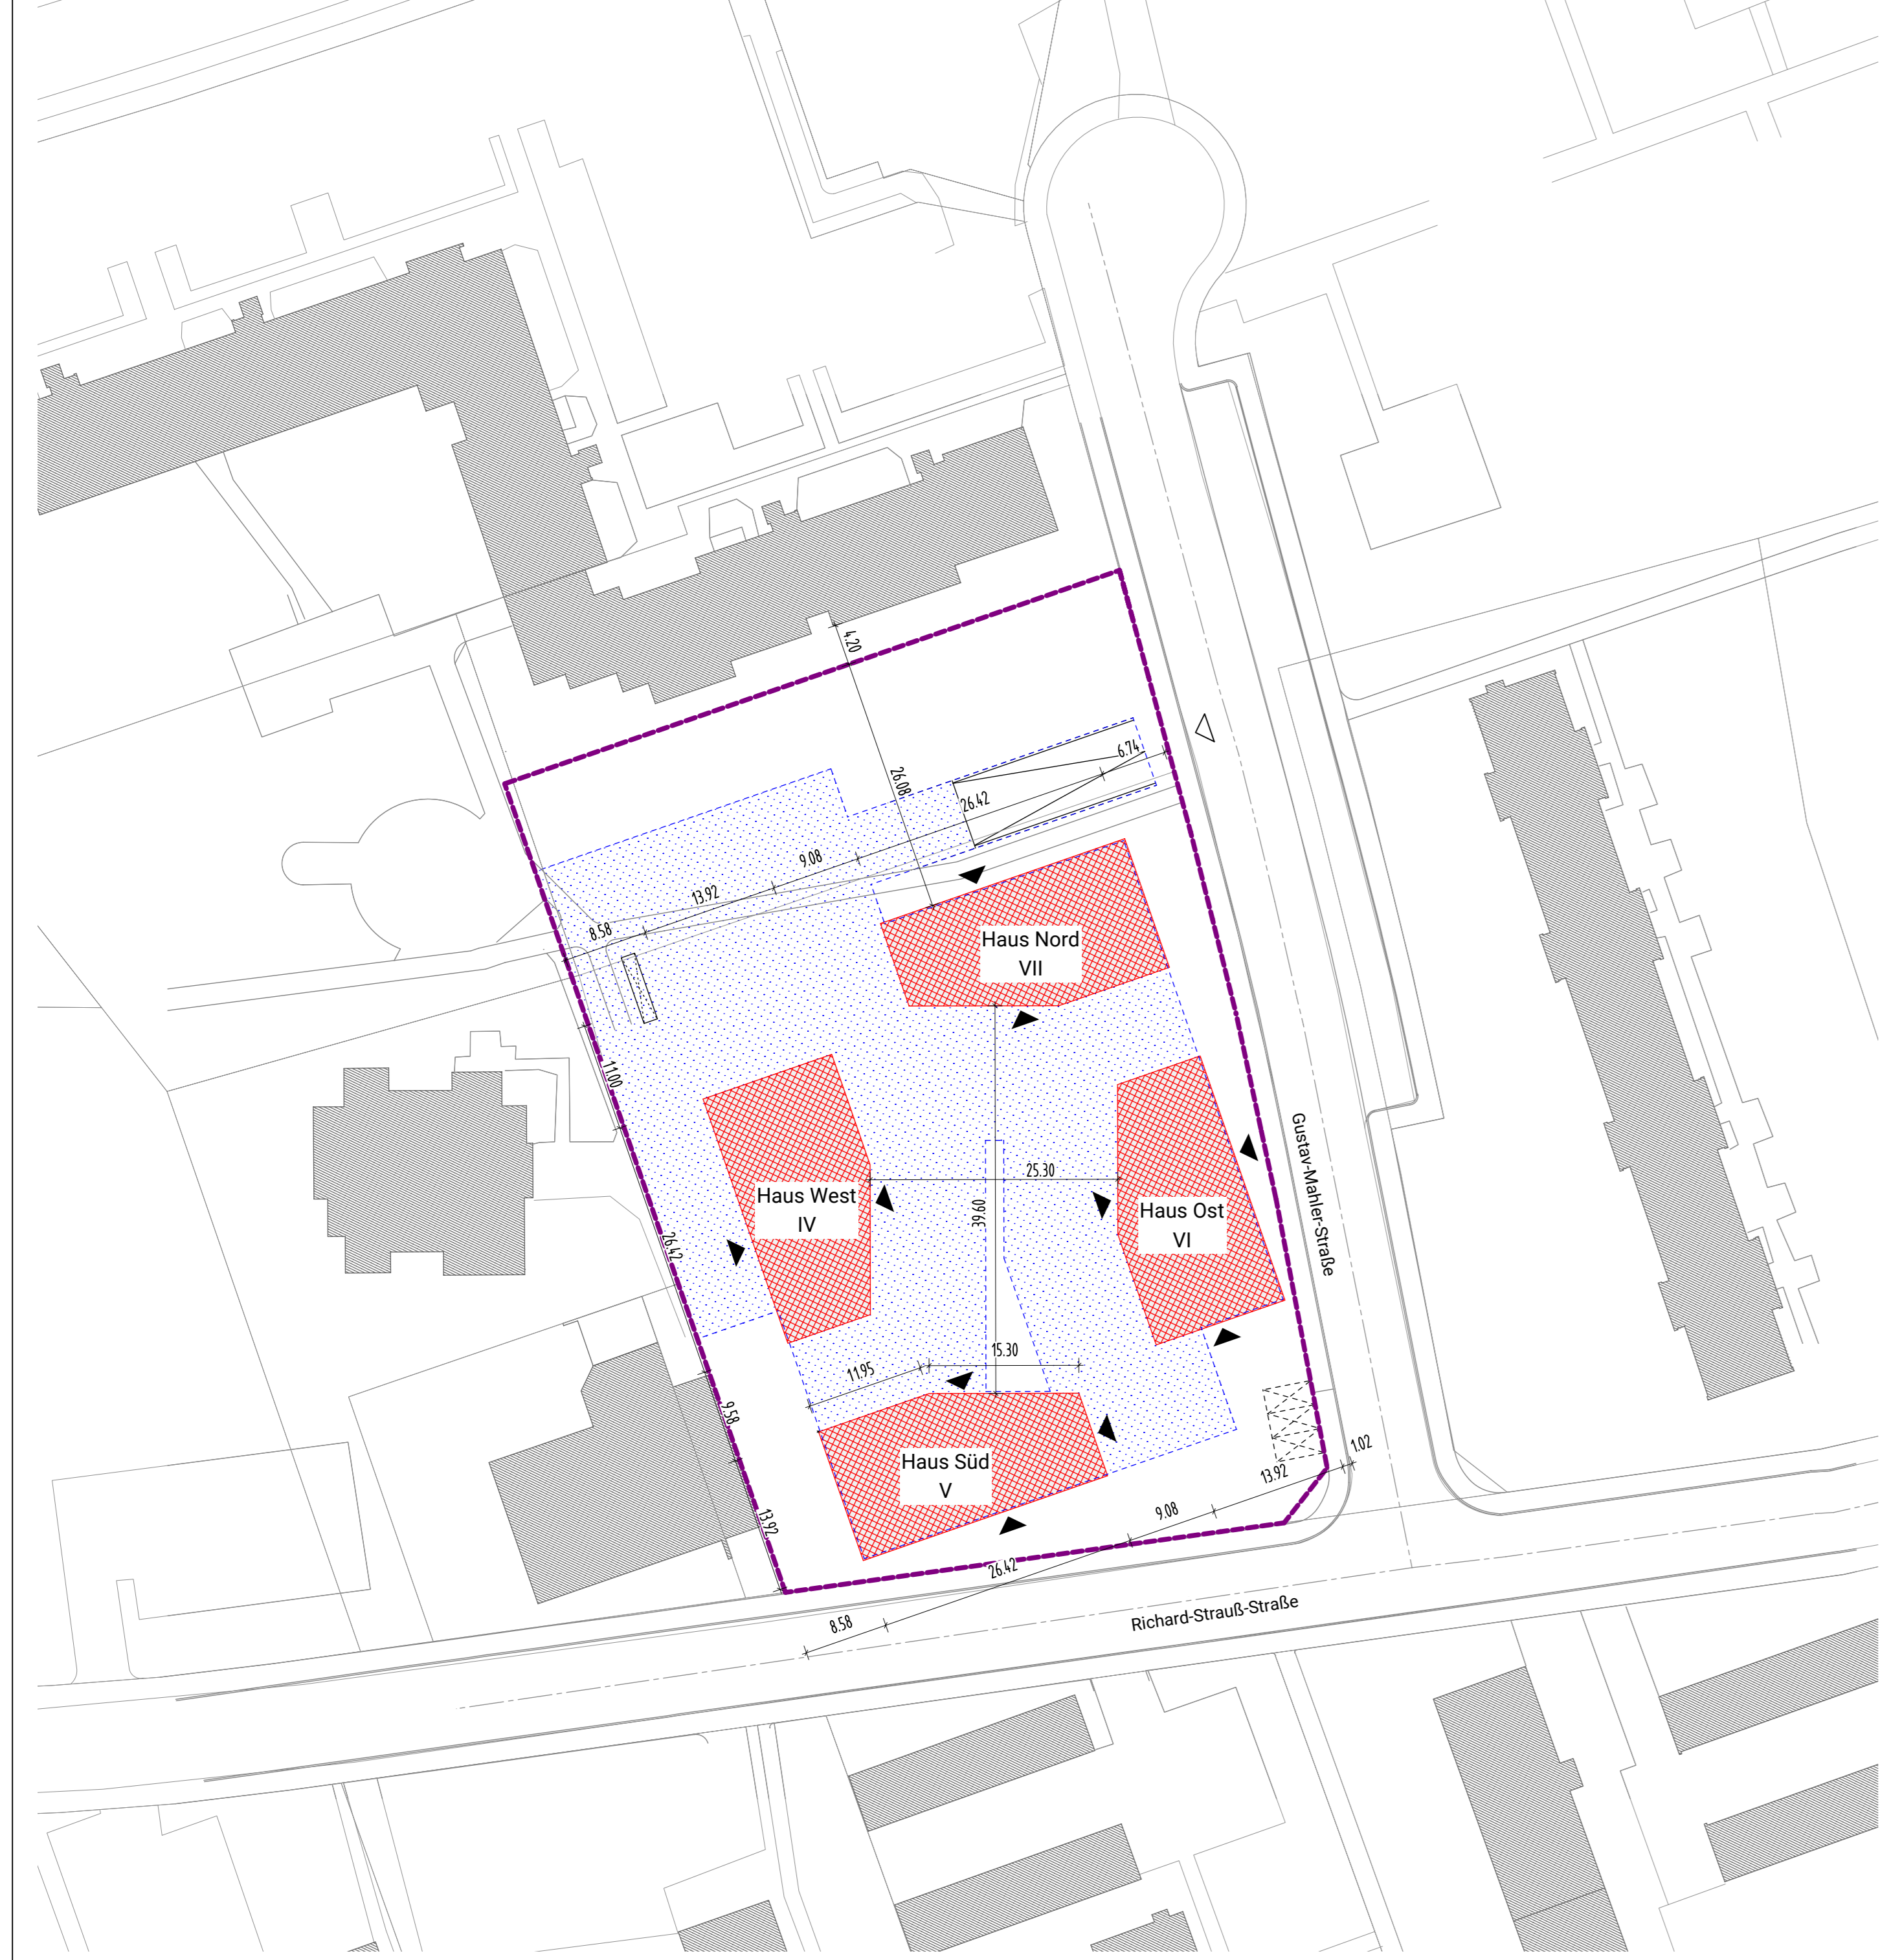 4.20
26.08
6.74
26.42
9.08
13.92
8.58
Haus Nord
VII
11.00
Gustav-Mahler-Straße
25.30
Haus West
IV
39.60
Haus Ost
VI
26.42
15.30
11.95
9.58
Haus Süd
V
1.02
13.92
9.08
13.92
26.42
Richard-Strauß-Straße
8.58